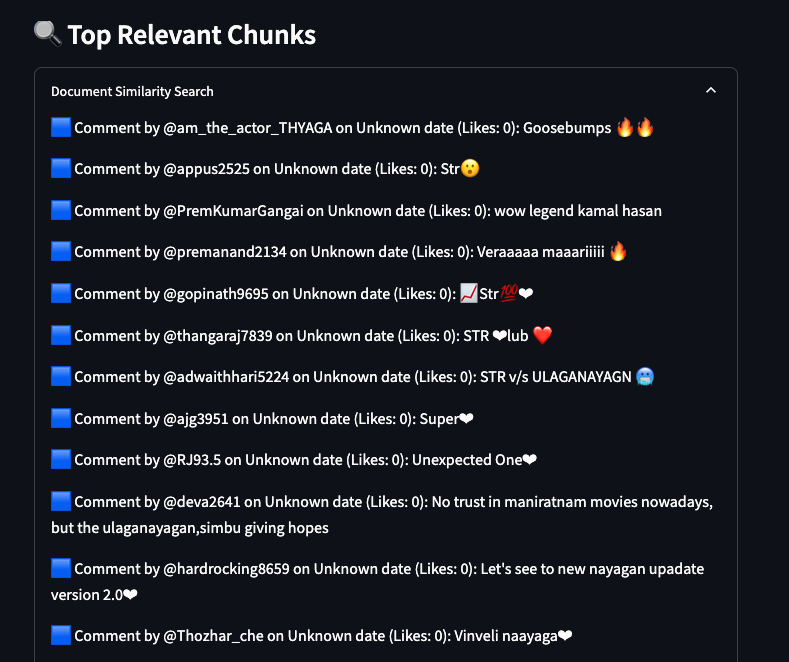 🔍 Top Relevant Chunks
Document Similarity Search
🟦 Comment by @am_the_actor_THYAGA on Unknown date (Likes: 0): Goosebumps 🔥🔥
🟦 Comment by @appus2525 on Unknown date (Likes: 0): Str😮
🟦 Comment by @PremKumarGangai on Unknown date (Likes: 0): wow legend kamal hasan
🟦 Comment by @premanand2134 on Unknown date (Likes: 0): Veraaaaa maaariiiii 🔥
🟦 Comment by @gopinath9695 on Unknown date (Likes: 0): 📈Str💯❤
🟦 Comment by @thangaraj7839 on Unknown date (Likes: 0): STR ❤lub ❤️
🟦 Comment by @adwaithhari5224 on Unknown date (Likes: 0): STR v/s ULAGANAYAGN 🥶
🟦 Comment by @ajg3951 on Unknown date (Likes: 0): Super❤
🟦 Comment by @RJ93.5 on Unknown date (Likes: 0): Unexpected One❤
🟦 Comment by @deva2641 on Unknown date (Likes: 0): No trust in maniratnam movies nowadays,
but the ulaganayagan,simbu giving hopes
🟦 Comment by @hardrocking8659 on Unknown date (Likes: 0): Let's see to new nayagan upadate
version 2.0❤
🟦 Comment by @Thozhar_che on Unknown date (Likes: 0): Vinveli naayaga❤